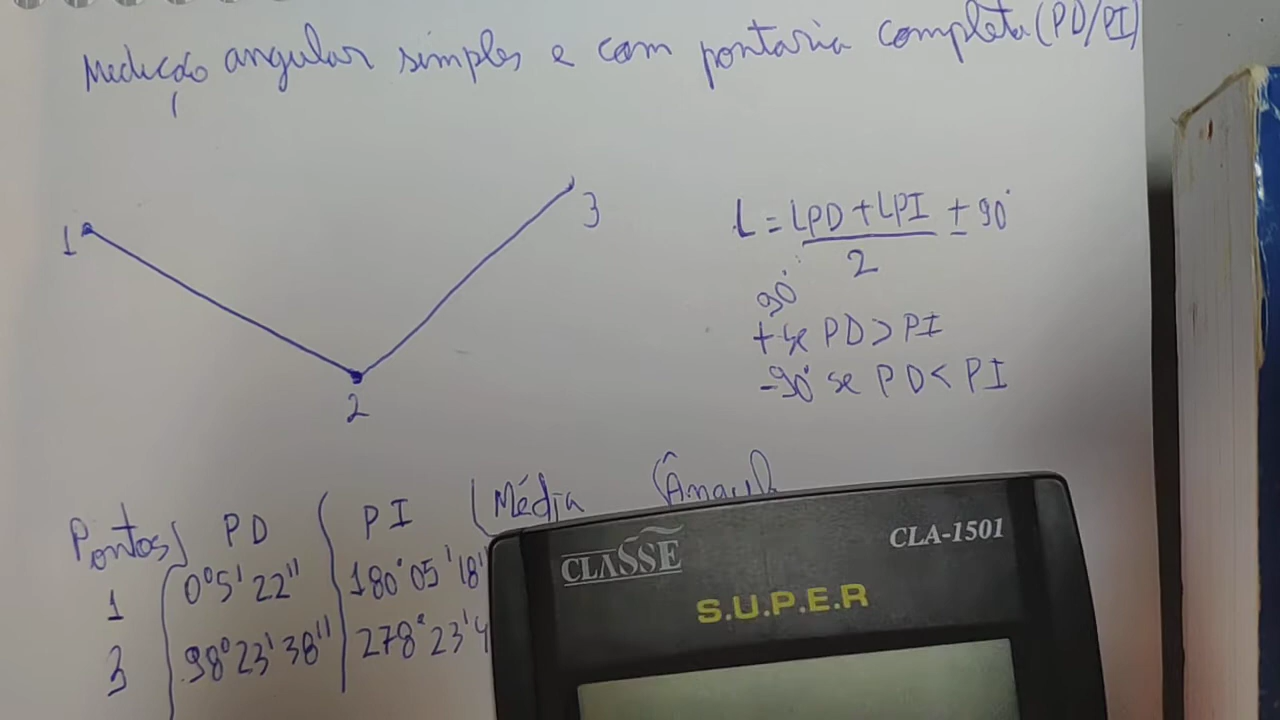 Medição angular simples e com pontaria completa (PD/PI)
1
3
2
L = LPD + LPI ± 90°
2
90°
+ se PD > PI
-90° se PD < PI
Pontos PD PI Média
1 0°5'22" 180°05'18"
3 98°23'38" 278°23'4
CLASSE
CLA-1501
S.U.P.E.R